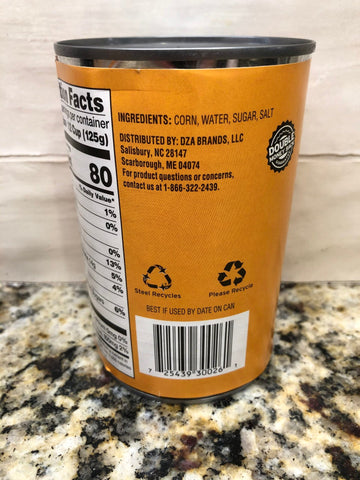 n Facts
per container
Cup (125g)
80
% Daily Value*
1%
0%
0%
13%
5%
4%
6%
0%
2%
INGREDIENTS: CORN, WATER, SUGAR, SALT
DISTRIBUTED BY: DZA BRANDS, LLC
Salisbury, NC 28147
Scarborough, ME 04074
For product questions or concerns,
contact us at 1-866-322-2439.
DOUBLE
Steel Recycles
Please Recycle
BEST IF USED BY DATE ON CAN
7 25439 30026 1